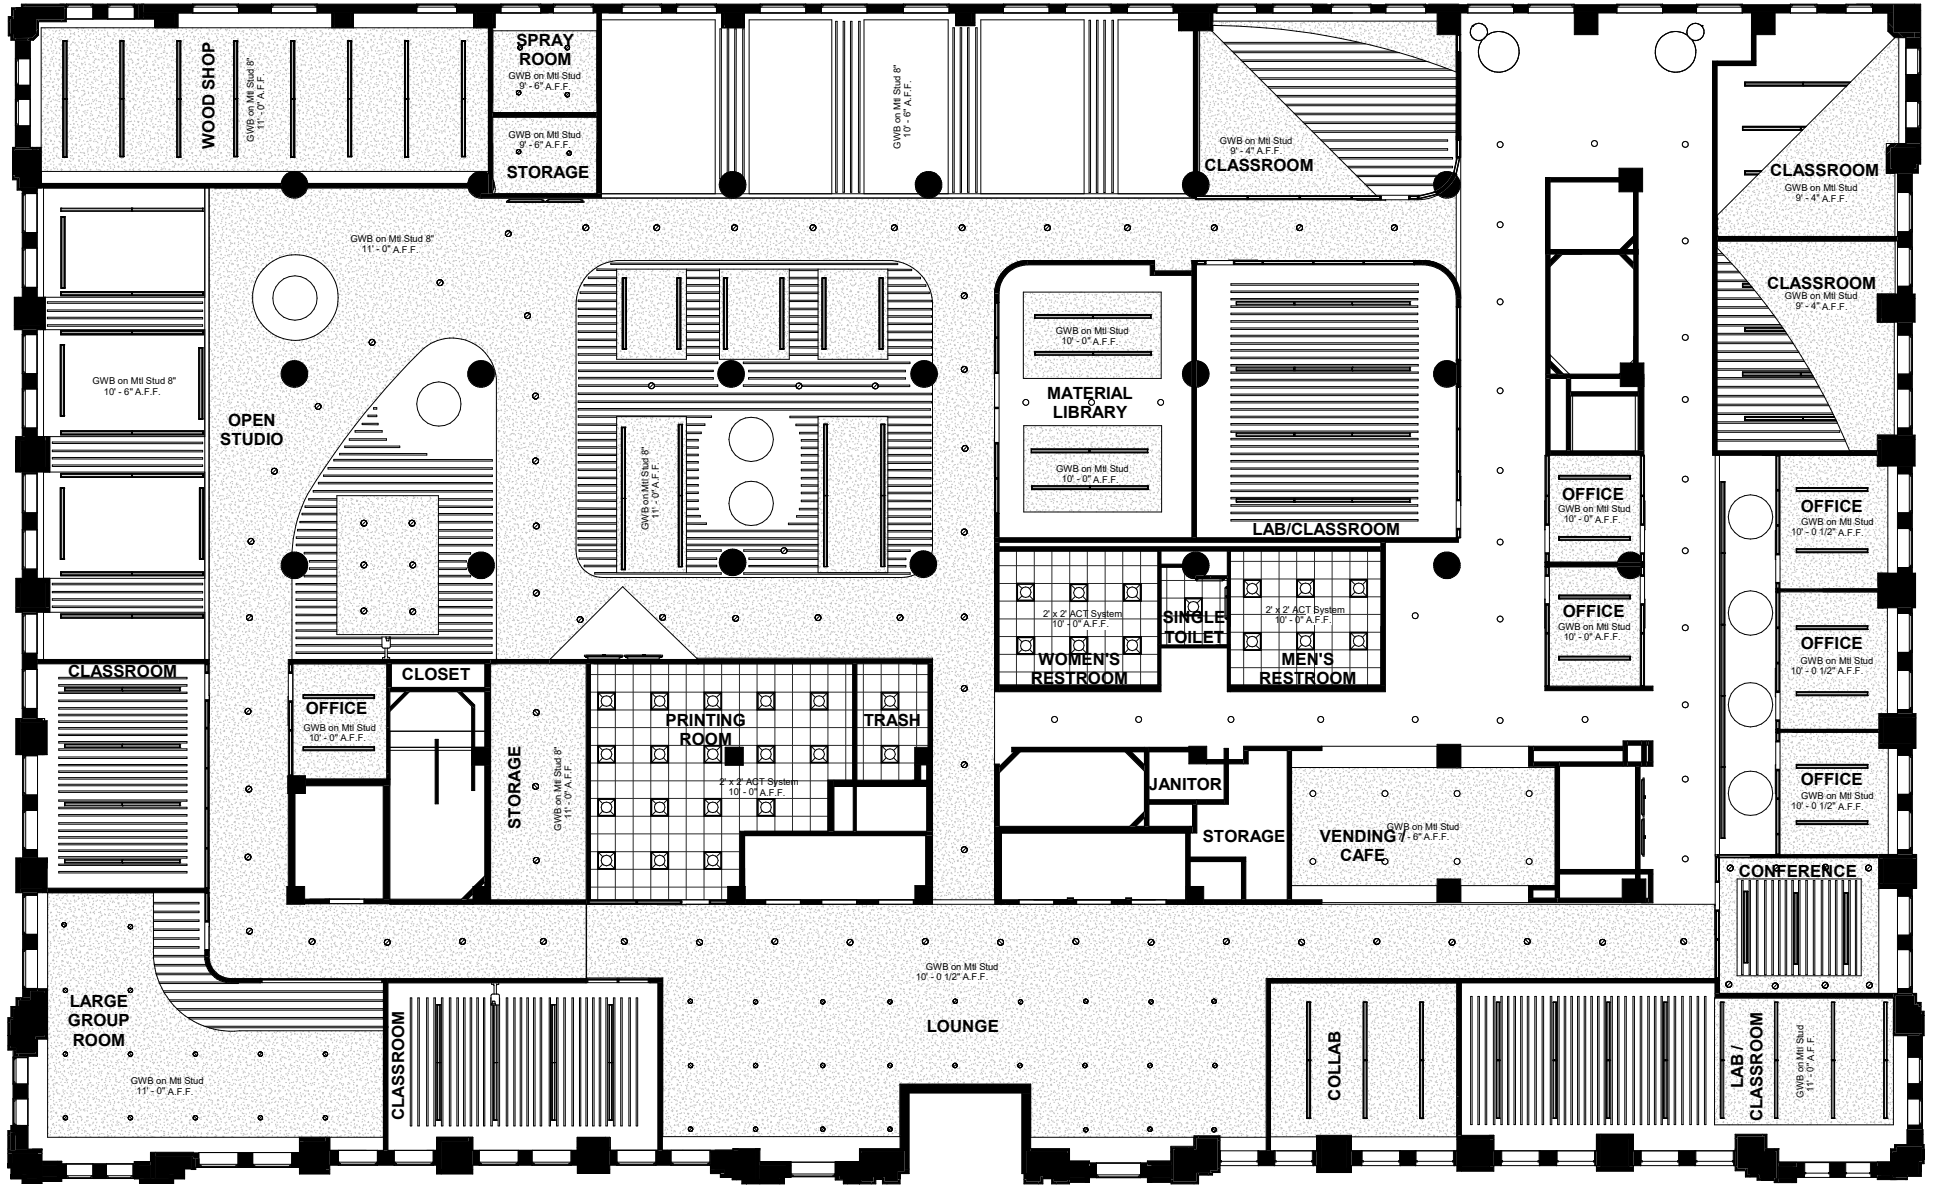 WOOD SHOP
GWB on Mtl Stud 8"
11' - 0" A.F.F.
SPRAY
ROOM
GWB on Mtl Stud
9' - 6" A.F.F.
GWB on Mtl Stud
9' - 6" A.F.F.
STORAGE
GWB on Mtl Stud 8"
10' - 6" A.F.F.
GWB on Mtl Stud
9' - 4" A.F.F.
CLASSROOM
CLASSROOM
GWB on Mtl Stud
9' - 4" A.F.F.
GWB on Mtl Stud 8"
11' - 0" A.F.F.
CLASSROOM
GWB on Mtl Stud
9' - 4" A.F.F.
GWB on Mtl Stud
10' - 0" A.F.F.
GWB on Mtl Stud 8"
10' - 6" A.F.F.
MATERIAL
LIBRARY
OPEN
STUDIO
GWB on Mtl Stud 8"
11' - 0" A.F.F.
GWB on Mtl Stud
10' - 0" A.F.F.
LAB/CLASSROOM
OFFICE
GWB on Mtl Stud
10' - 0" A.F.F.
OFFICE
GWB on Mtl Stud
10' - 0 1/2" A.F.F.
2' x 2' ACT System
10' - 0" A.F.F.
WOMEN'S
RESTROOM
SINGLE
TOILET
2' x 2' ACT System
10' - 0" A.F.F.
MEN'S
RESTROOM
OFFICE
GWB on Mtl Stud
10' - 0" A.F.F.
OFFICE
GWB on Mtl Stud
10' - 0 1/2" A.F.F.
CLASSROOM
CLOSET
OFFICE
GWB on Mtl Stud
10' - 0" A.F.F.
STORAGE
GWB on Mtl Stud 8"
11' - 0" A.F.F.
PRINTING
ROOM
2' x 2' ACT System
10' - 0" A.F.F.
TRASH
JANITOR
STORAGE
VENDING /
CAFE
GWB on Mtl Stud
7' - 6" A.F.F.
OFFICE
GWB on Mtl Stud
10' - 0 1/2" A.F.F.
CONFERENCE
GWB on Mtl Stud
10' - 0 1/2" A.F.F.
LARGE
GROUP
ROOM
GWB on Mtl Stud
11' - 0" A.F.F.
CLASSROOM
LOUNGE
COLLAB
LAB /
CLASSROOM
GWB on Mtl Stud
11' - 0" A.F.F.